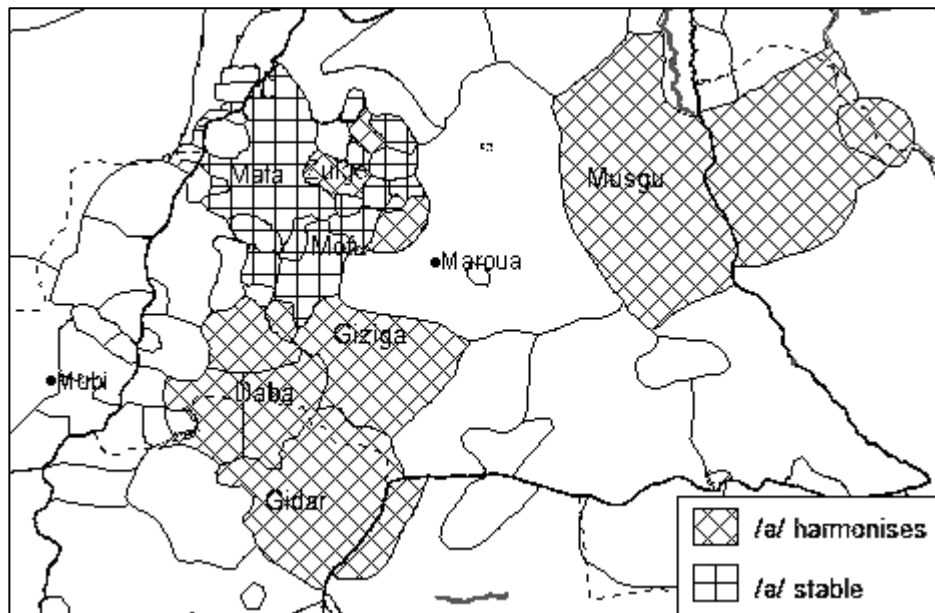 Mafa
Zulgo
Musgu
Mofu
Maroua
Giziga
Mubi
Daba
Gidar
/ə/ harmonises
/ə/ stable